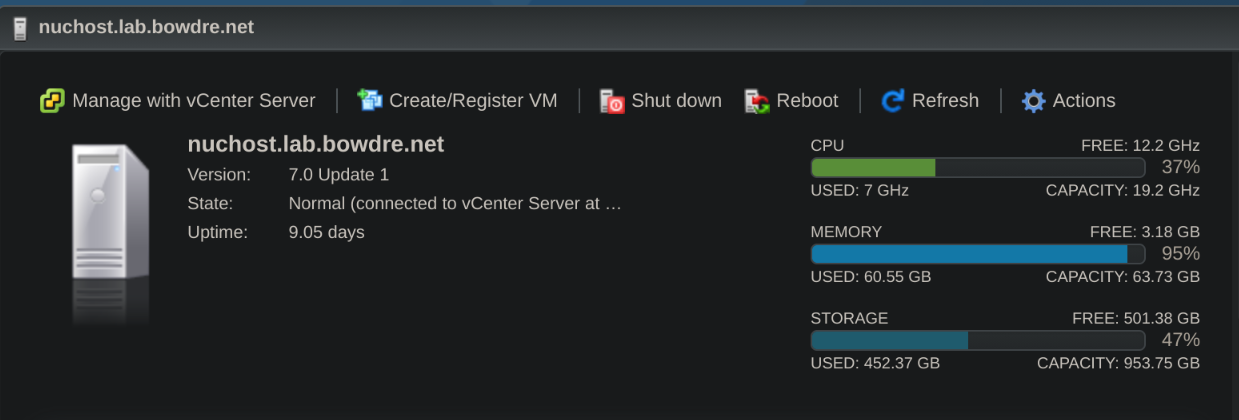 nuchost.lab.bowdre.net
Manage with vCenter Server | Create/Register VM | Shut down Reboot | Refresh | Actions
nuchost.lab.bowdre.net
Version: 7.0 Update 1
State: Normal (connected to vCenter Server at …
Uptime: 9.05 days
CPU FREE: 12.2 GHz
37%
USED: 7 GHz CAPACITY: 19.2 GHz
MEMORY FREE: 3.18 GB
95%
USED: 60.55 GB CAPACITY: 63.73 GB
STORAGE FREE: 501.38 GB
47%
USED: 452.37 GB CAPACITY: 953.75 GB